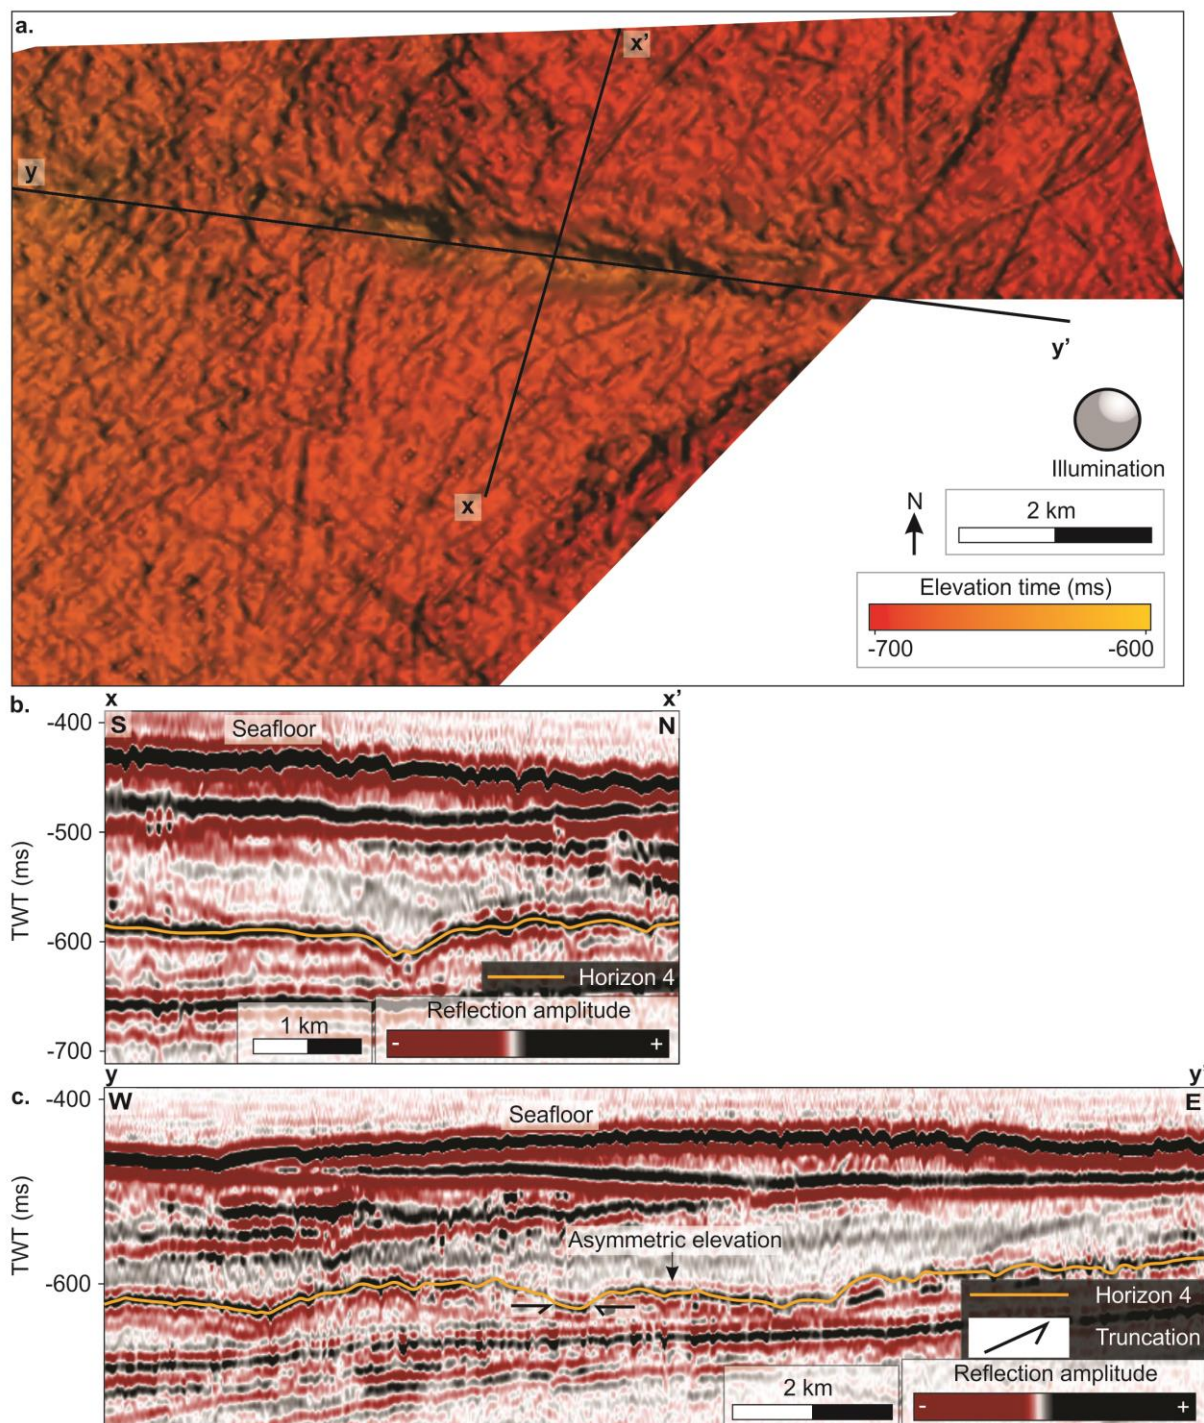 a.
x’
y
y’
x
Illumination
N
2 km
Elevation time (ms)
-700 -600
b.
x x’
S Seafloor N
-400
-500
TWT (ms)
-600
Horizon 4
1 km
Reflection amplitude
- +
-700
c.
y y’
W E
-400
Seafloor
TWT (ms)
Asymmetric elevation
-600
Horizon 4
Truncation
2 km
Reflection amplitude
- +